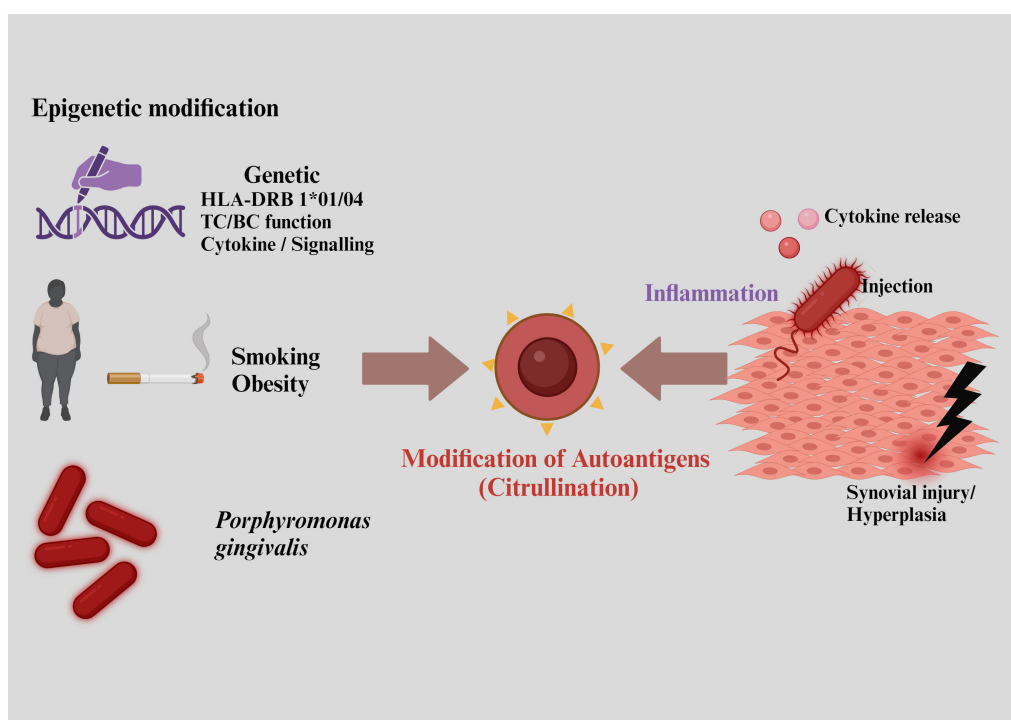 Epigenetic modification
Genetic
HLA-DRB 1*01/04
TC/BC function
Cytokine / Signalling
Smoking
Obesity
Porphyromonas
gingivalis
Modification of Autoantigens
(Citrullination)
Inflammation
Cytokine release
Injection
Synovial injury/
Hyperplasia